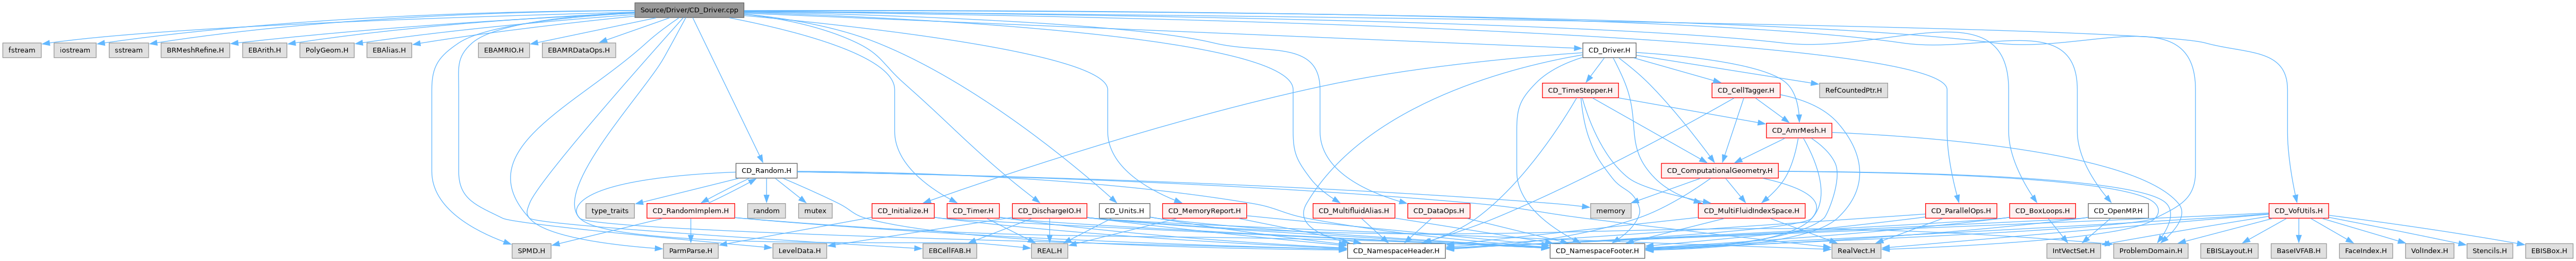 Source/Driver/CD_Driver.cpp
fstream
iostream
sstream
BRMeshRefine.H
EBArith.H
PolyGeom.H
EBAlias.H
EBAMRIO.H
EBAMRDataOps.H
CD_Driver.H
CD_TimeStepper.H
CD_CellTagger.H
RefCountedPtr.H
CD_AmrMesh.H
CD_Random.H
CD_ComputationalGeometry.H
type_traits
CD_RandomImplem.H
random
mutex
CD_Initialize.H
CD_Timer.H
CD_DischargeIO.H
CD_Units.H
CD_MemoryReport.H
memory
CD_MultifluidAlias.H
CD_DataOps.H
CD_MultiFluidIndexSpace.H
CD_ParallelOps.H
CD_BoxLoops.H
CD_OpenMP.H
CD_VofUtils.H
SPMD.H
ParmParse.H
LevelData.H
EBCellFAB.H
REAL.H
CD_NamespaceHeader.H
CD_NamespaceFooter.H
RealVect.H
IntVectSet.H
ProblemDomain.H
EBISLayout.H
BaseIVFAB.H
FaceIndex.H
VolIndex.H
Stencils.H
EBISBox.H